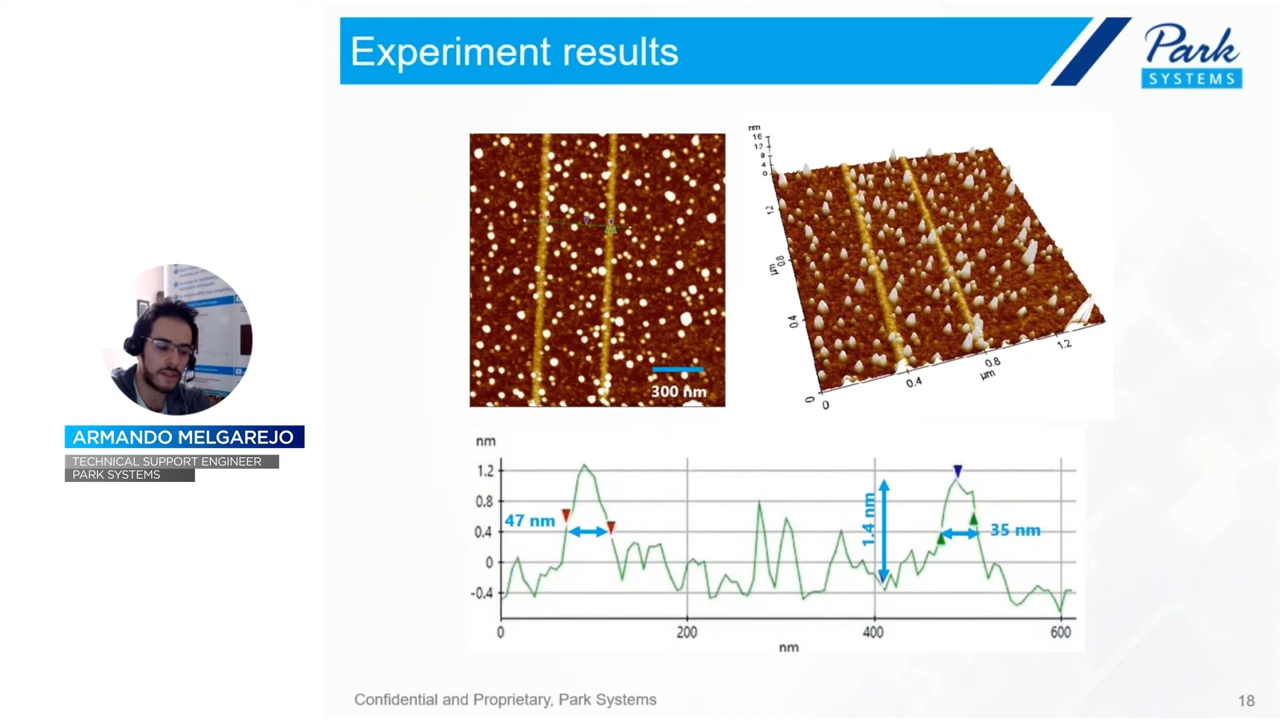 Experiment results
Park
SYSTEMS
300 nm
nm
16
12
8
4
0
1.2
0.8
μm
0.4
0
0
0.4
0.8
μm
1.2
ARMANDO MELGAREJO
TECHNICAL SUPPORT ENGINEER
PARK SYSTEMS
nm
1.2
0.8
0.4
0
-0.4
47 nm
1.4 nm
35 nm
0
200
400
600
nm
Confidential and Proprietary, Park Systems
18